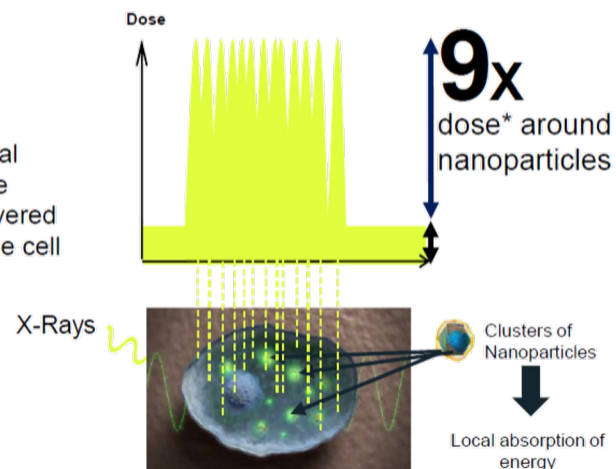 Dose
9x
dose* around
nanoparticles
al
e
vered
e cell
X-Rays
Clusters of
Nanoparticles
Local absorption of
energy